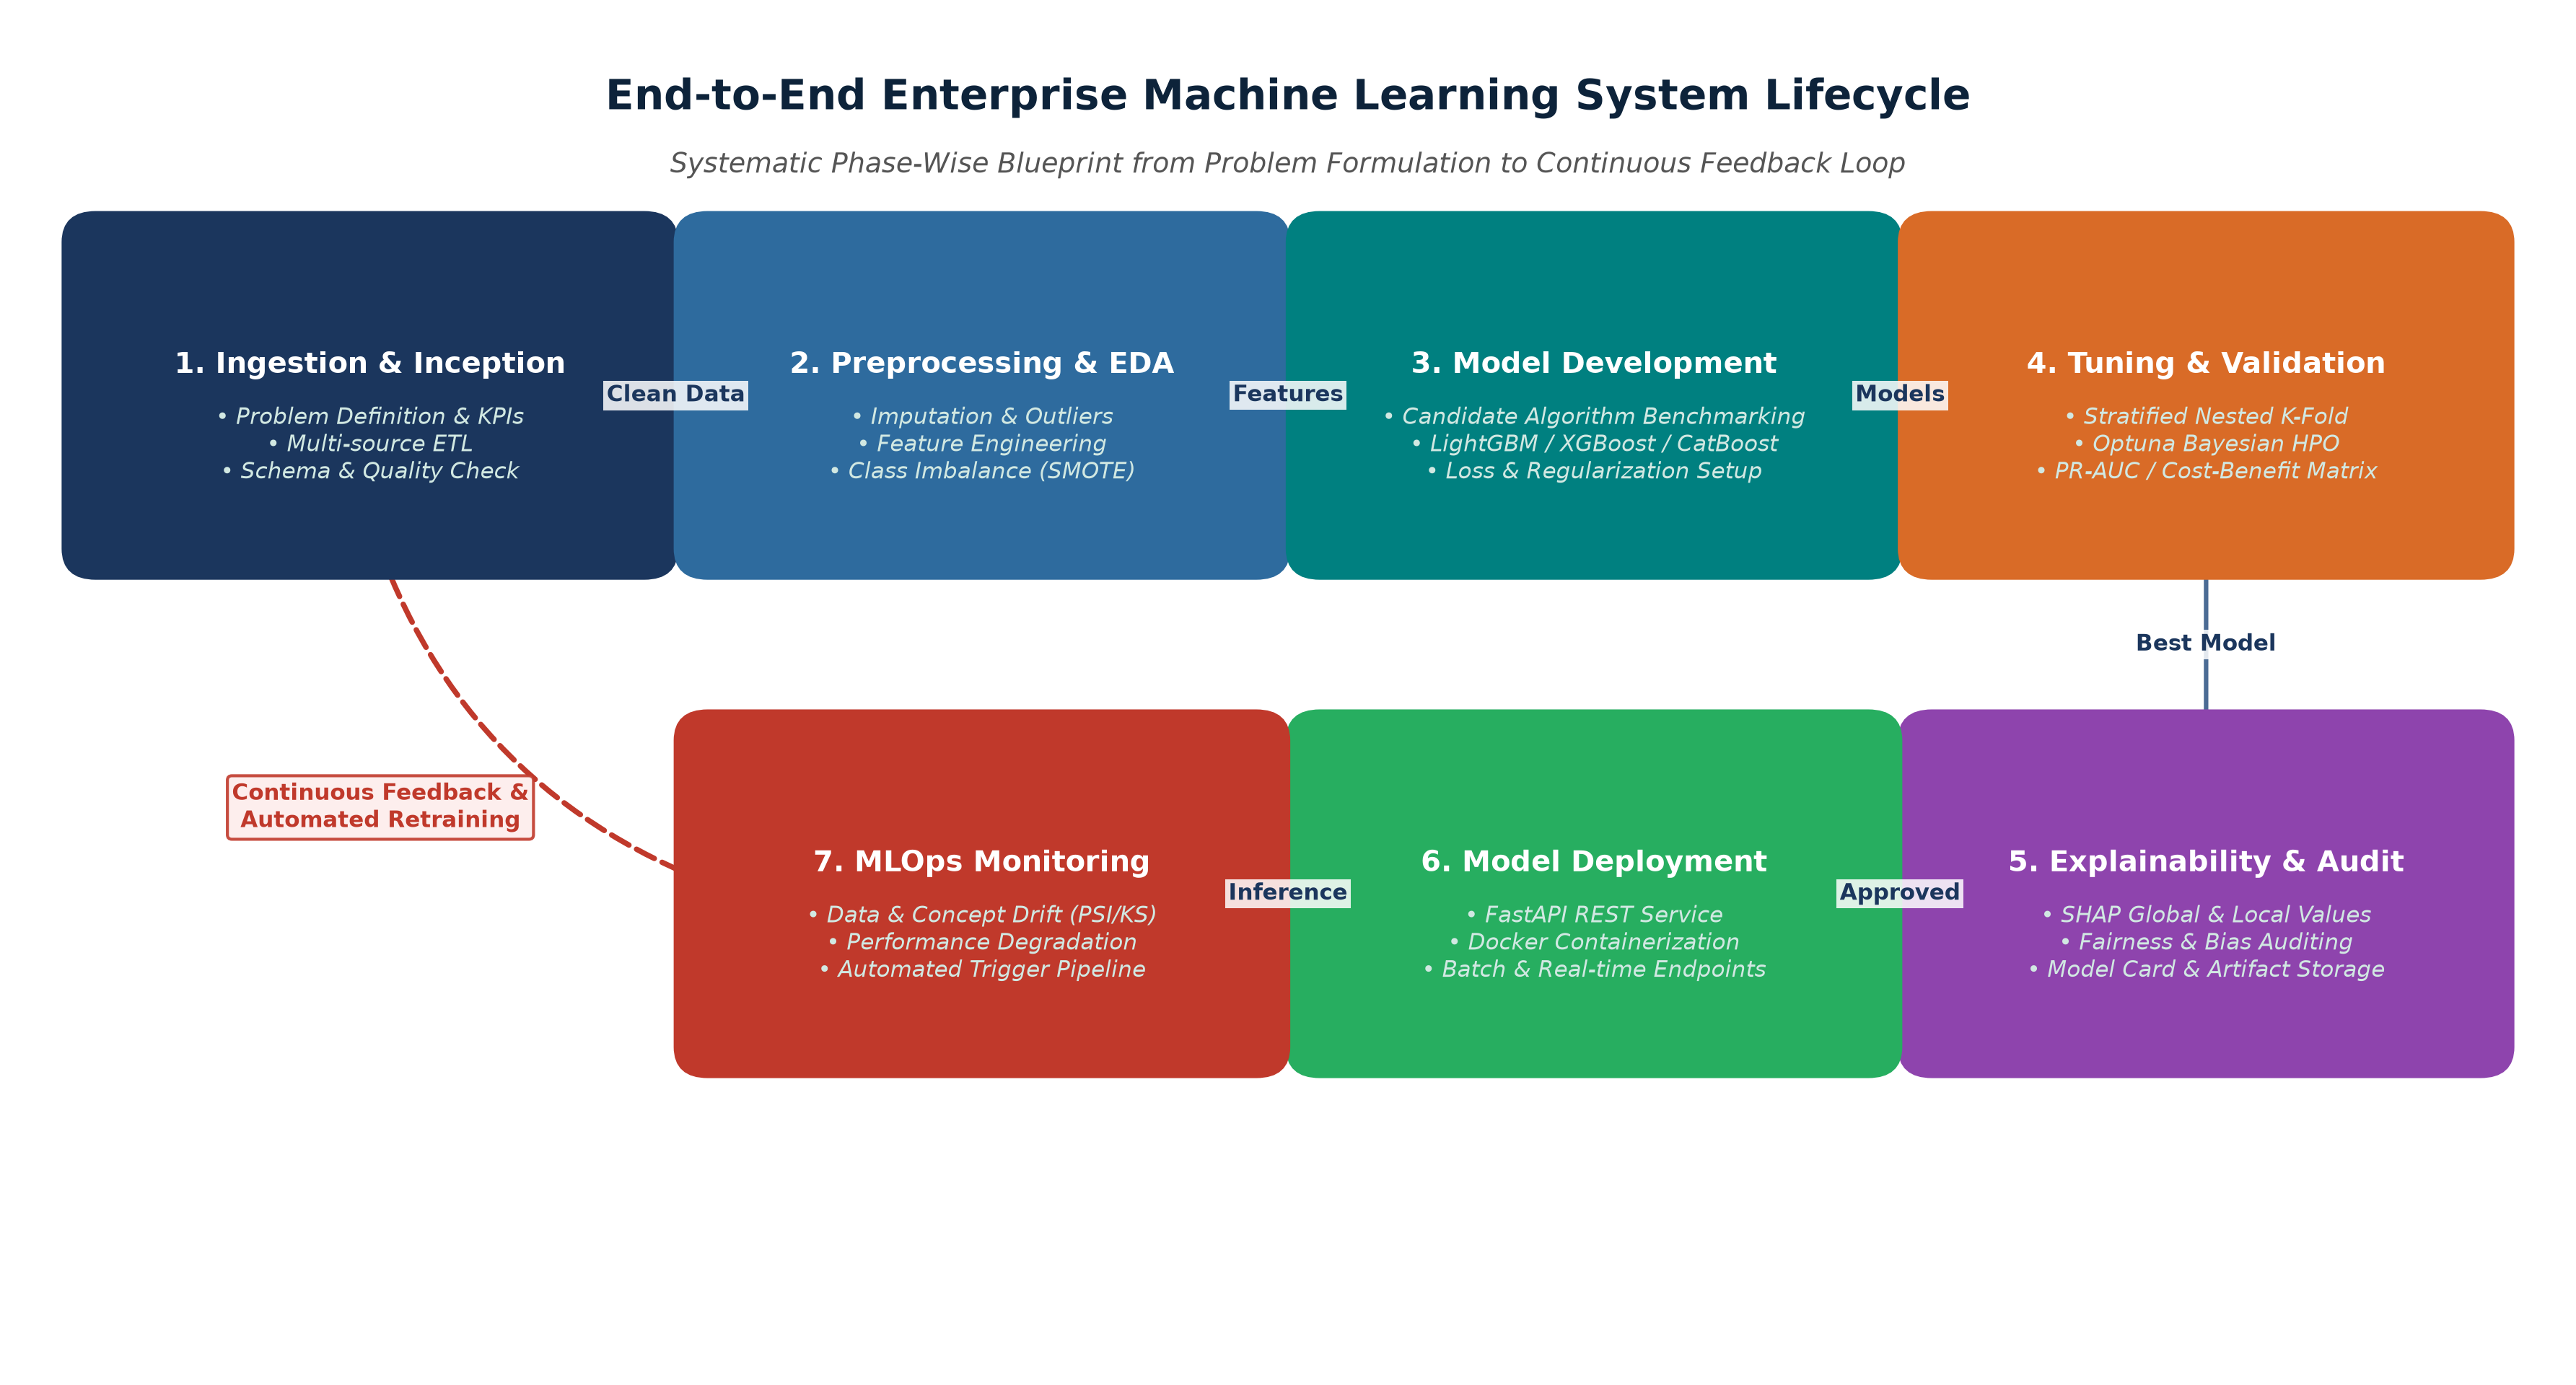 End-to-End Enterprise Machine Learning System Lifecycle
Systematic Phase-Wise Blueprint from Problem Formulation to Continuous Feedback Loop
1. Ingestion & Inception
• Problem Definition & KPIs
• Multi-source ETL
• Schema & Quality Check
Clean Data
2. Preprocessing & EDA
• Imputation & Outliers
• Feature Engineering
• Class Imbalance (SMOTE)
Features
3. Model Development
• Candidate Algorithm Benchmarking
• LightGBM / XGBoost / CatBoost
• Loss & Regularization Setup
Models
4. Tuning & Validation
• Stratified Nested K-Fold
• Optuna Bayesian HPO
• PR-AUC / Cost-Benefit Matrix
Best Model
5. Explainability & Audit
• SHAP Global & Local Values
• Fairness & Bias Auditing
• Model Card & Artifact Storage
Approved
6. Model Deployment
• FastAPI REST Service
• Docker Containerization
• Batch & Real-time Endpoints
Inference
7. MLOps Monitoring
• Data & Concept Drift (PSI/KS)
• Performance Degradation
• Automated Trigger Pipeline
Continuous Feedback &
Automated Retraining